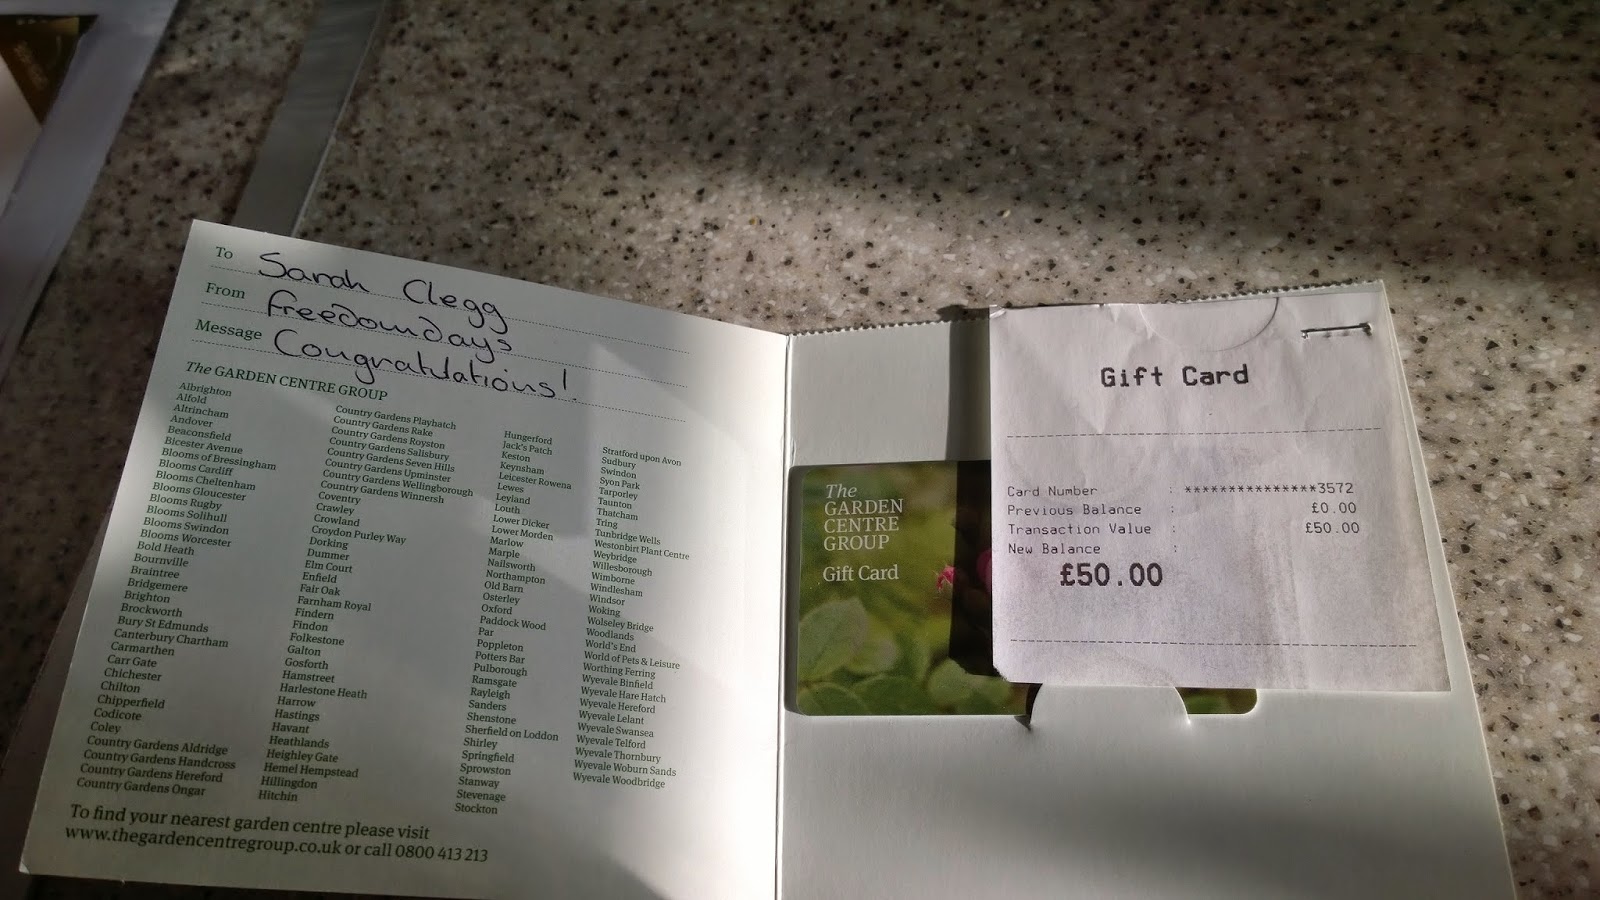 To Sarah Clegg
From freedomdays
Message Congratulations!
The GARDEN CENTRE GROUP
Albrighton
Alfold
Altrincham
Andover
Beaconsfield
Bicester Avenue
Blooms of Bressingham
Blooms Cardiff
Blooms Cheltenham
Blooms Gloucester
Blooms Rugby
Blooms Solihull
Blooms Swindon
Blooms Worcester
Bold Heath
Bournville
Braintree
Bridgemere
Brighton
Brockworth
Bury St Edmunds
Canterbury Chartham
Carmarthen
Carr Gate
Chichester
Chilton
Chipperfield
Codicote
Coley
Country Gardens Aldridge
Country Gardens Handcross
Country Gardens Hereford
Country Gardens Ongar
Country Gardens Playhatch
Country Gardens Rake
Country Gardens Royston
Country Gardens Salisbury
Country Gardens Seven Hills
Country Gardens Upminster
Country Gardens Wellingborough
Country Gardens Winnersh
Coventry
Crawley
Crowland
Croydon Purley Way
Dorking
Dummer
Elm Court
Enfield
Fair Oak
Farnham Royal
Findern
Findon
Folkestone
Galton
Gosforth
Hamstreet
Harlestone Heath
Harrow
Hastings
Havant
Heathlands
Heighley Gate
Hemel Hempstead
Hillingdon
Hitchin
Hungerford
Jack's Patch
Keston
Keynsham
Leicester Rowena
Lewes
Leyland
Louth
Lower Dicker
Lower Morden
Marlow
Marple
Nailsworth
Northampton
Old Barn
Osterley
Oxford
Paddock Wood
Par
Poppleton
Potters Bar
Pulborough
Ramsgate
Rayleigh
Sanders
Shenstone
Sherfield on Loddon
Shirley
Springfield
Sprowston
Stanway
Stevenage
Stockton
Stratford upon Avon
Sudbury
Swindon
Syon Park
Tarporley
Taunton
Thatcham
Tring
Tunbridge Wells
Westonbirt Plant Centre
Weybridge
Willesborough
Wimborne
Windlesham
Windsor
Woking
Wolseley Bridge
Woodlands
World's End
World of Pets & Leisure
Worthing Ferring
Wyevale Binfield
Wyevale Hare Hatch
Wyevale Hereford
Wyevale Lelant
Wyevale Swansea
Wyevale Telford
Wyevale Thornbury
Wyevale Woburn Sands
Wyevale Woodbridge
To find your nearest garden centre please visit
www.thegardencentregroup.co.uk or call 0800 413 213
The
GARDEN
CENTRE
GROUP
Gift Card
Gift Card
Card Number : ***************3572
Previous Balance : £0.00
Transaction Value : £50.00
New Balance :
£50.00